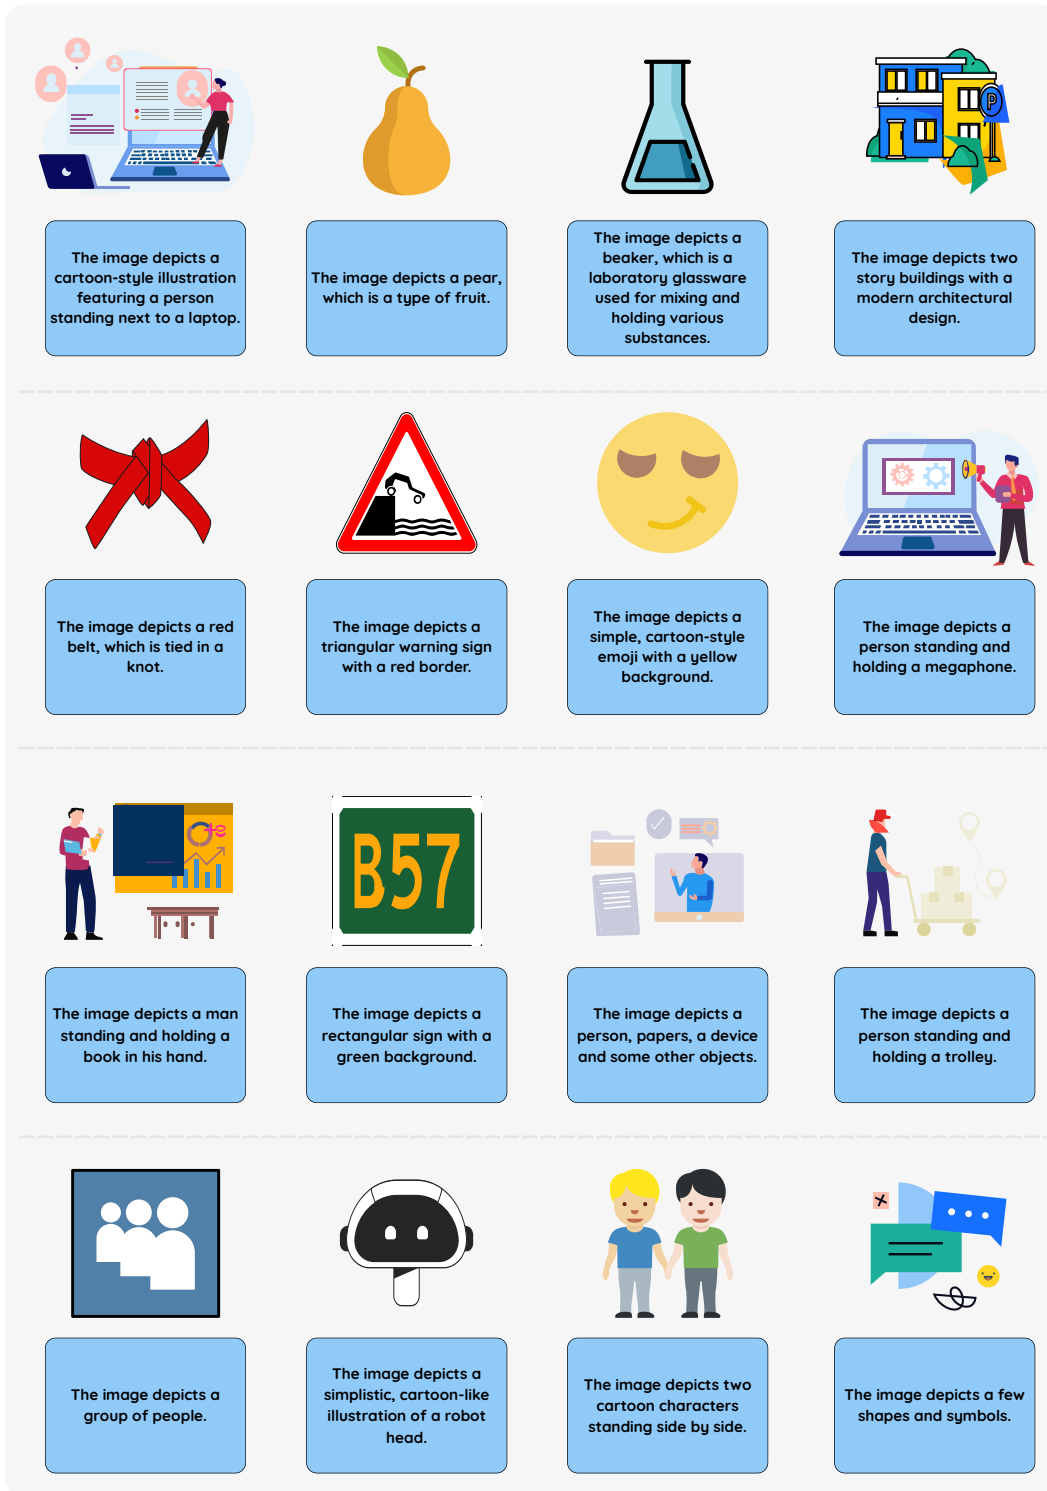 The image depicts a
cartoon-style illustration
featuring a person
standing next to a laptop.
The image depicts a pear,
which is a type of fruit.
The image depicts a
beaker, which is a
laboratory glassware
used for mixing and
holding various
substances.
P
The image depicts two
story buildings with a
modern architectural
design.
The image depicts a red
belt, which is tied in a
knot.
The image depicts a
triangular warning sign
with a red border.
The image depicts a
simple, cartoon-style
emoji with a yellow
background.
The image depicts a
person standing and
holding a megaphone.
The image depicts a man
standing and holding a
book in his hand.
B57
The image depicts a
rectangular sign with a
green background.
The image depicts a
person, papers, a device
and some other objects.
The image depicts a
person standing and
holding a trolley.
The image depicts a
group of people.
The image depicts a
simplistic, cartoon-like
illustration of a robot
head.
The image depicts two
cartoon characters
standing side by side.
The image depicts a few
shapes and symbols.